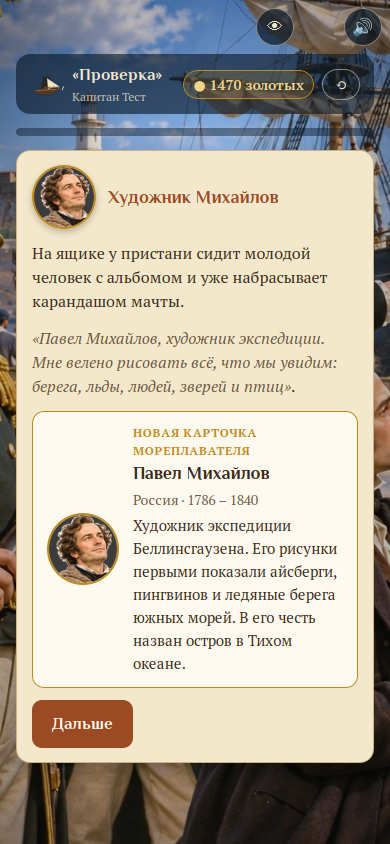 «Проверка»
Капитан Тест
1470 золотых
Художник Михайлов
На ящике у пристани сидит молодой
человек с альбомом и уже набрасывает
карандашом мачты.
«Павел Михайлов, художник экспедиции.
Мне велено рисовать всё, что мы увидим:
берега, льды, людей, зверей и птиц».
НОВАЯ КАРТОЧКА
МОРЕПЛАВАТЕЛЯ
Павел Михайлов
Россия · 1786 – 1840
Художник экспедиции
Беллинсгаузена. Его рисунки
первыми показали айсберги,
пингвинов и ледяные берега
южных морей. В его честь
назван остров в Тихом
океане.
Дальше